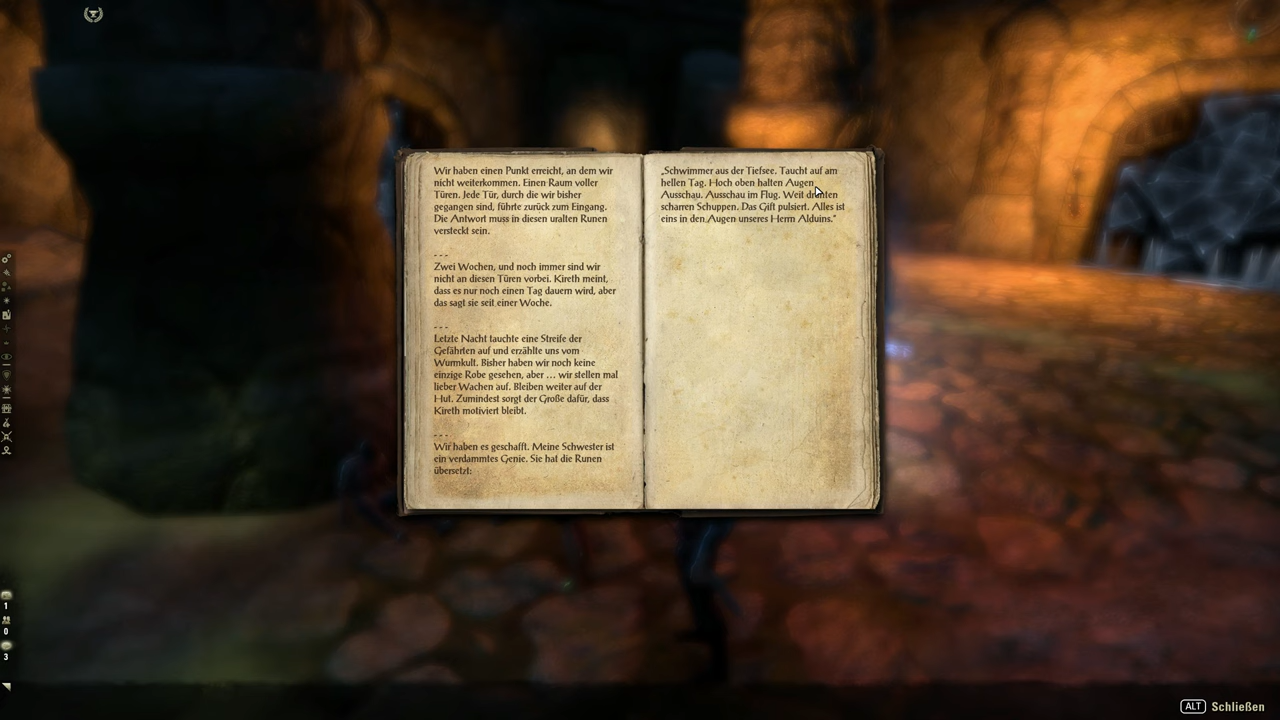 Wir haben einen Punkt erreicht, an dem wir
nicht weiterkommen. Einen Raum voller
Türen. Jede Tür, durch die wir bisher
gegangen sind, führte zurück zum Eingang.
Die Antwort muss in diesen uralten Runen
versteckt sein.
- - -
Zwei Wochen, und noch immer sind wir
nicht an diesen Türen vorbei. Kireth meint,
dass es nur noch einen Tag dauern wird, aber
das sagt sie seit einer Woche.
- - -
Letzte Nacht tauchte eine Streife der
Gefährten auf und erzählte uns vom
Wurmkult. Bisher haben wir noch keine
einzige Robe gesehen, aber … wir stellen mal
lieber Wachen auf. Bleiben weiter auf der
Hut. Zumindest sorgt der Große dafür, dass
Kireth motiviert bleibt.
- - -
Wir haben es geschafft. Meine Schwester ist
ein verdammtes Genie. Sie hat die Runen
übersetzt:
„Schwimmer aus der Tiefsee. Taucht auf am
hellen Tag. Hoch oben halten Augen
Ausschau. Ausschau im Flug. Weit drunten
scharren Schuppen. Das Gift pulsiert. Alles ist
eins in den Augen unseres Herrn Alduins.“
1
0
3
ALT Schließen